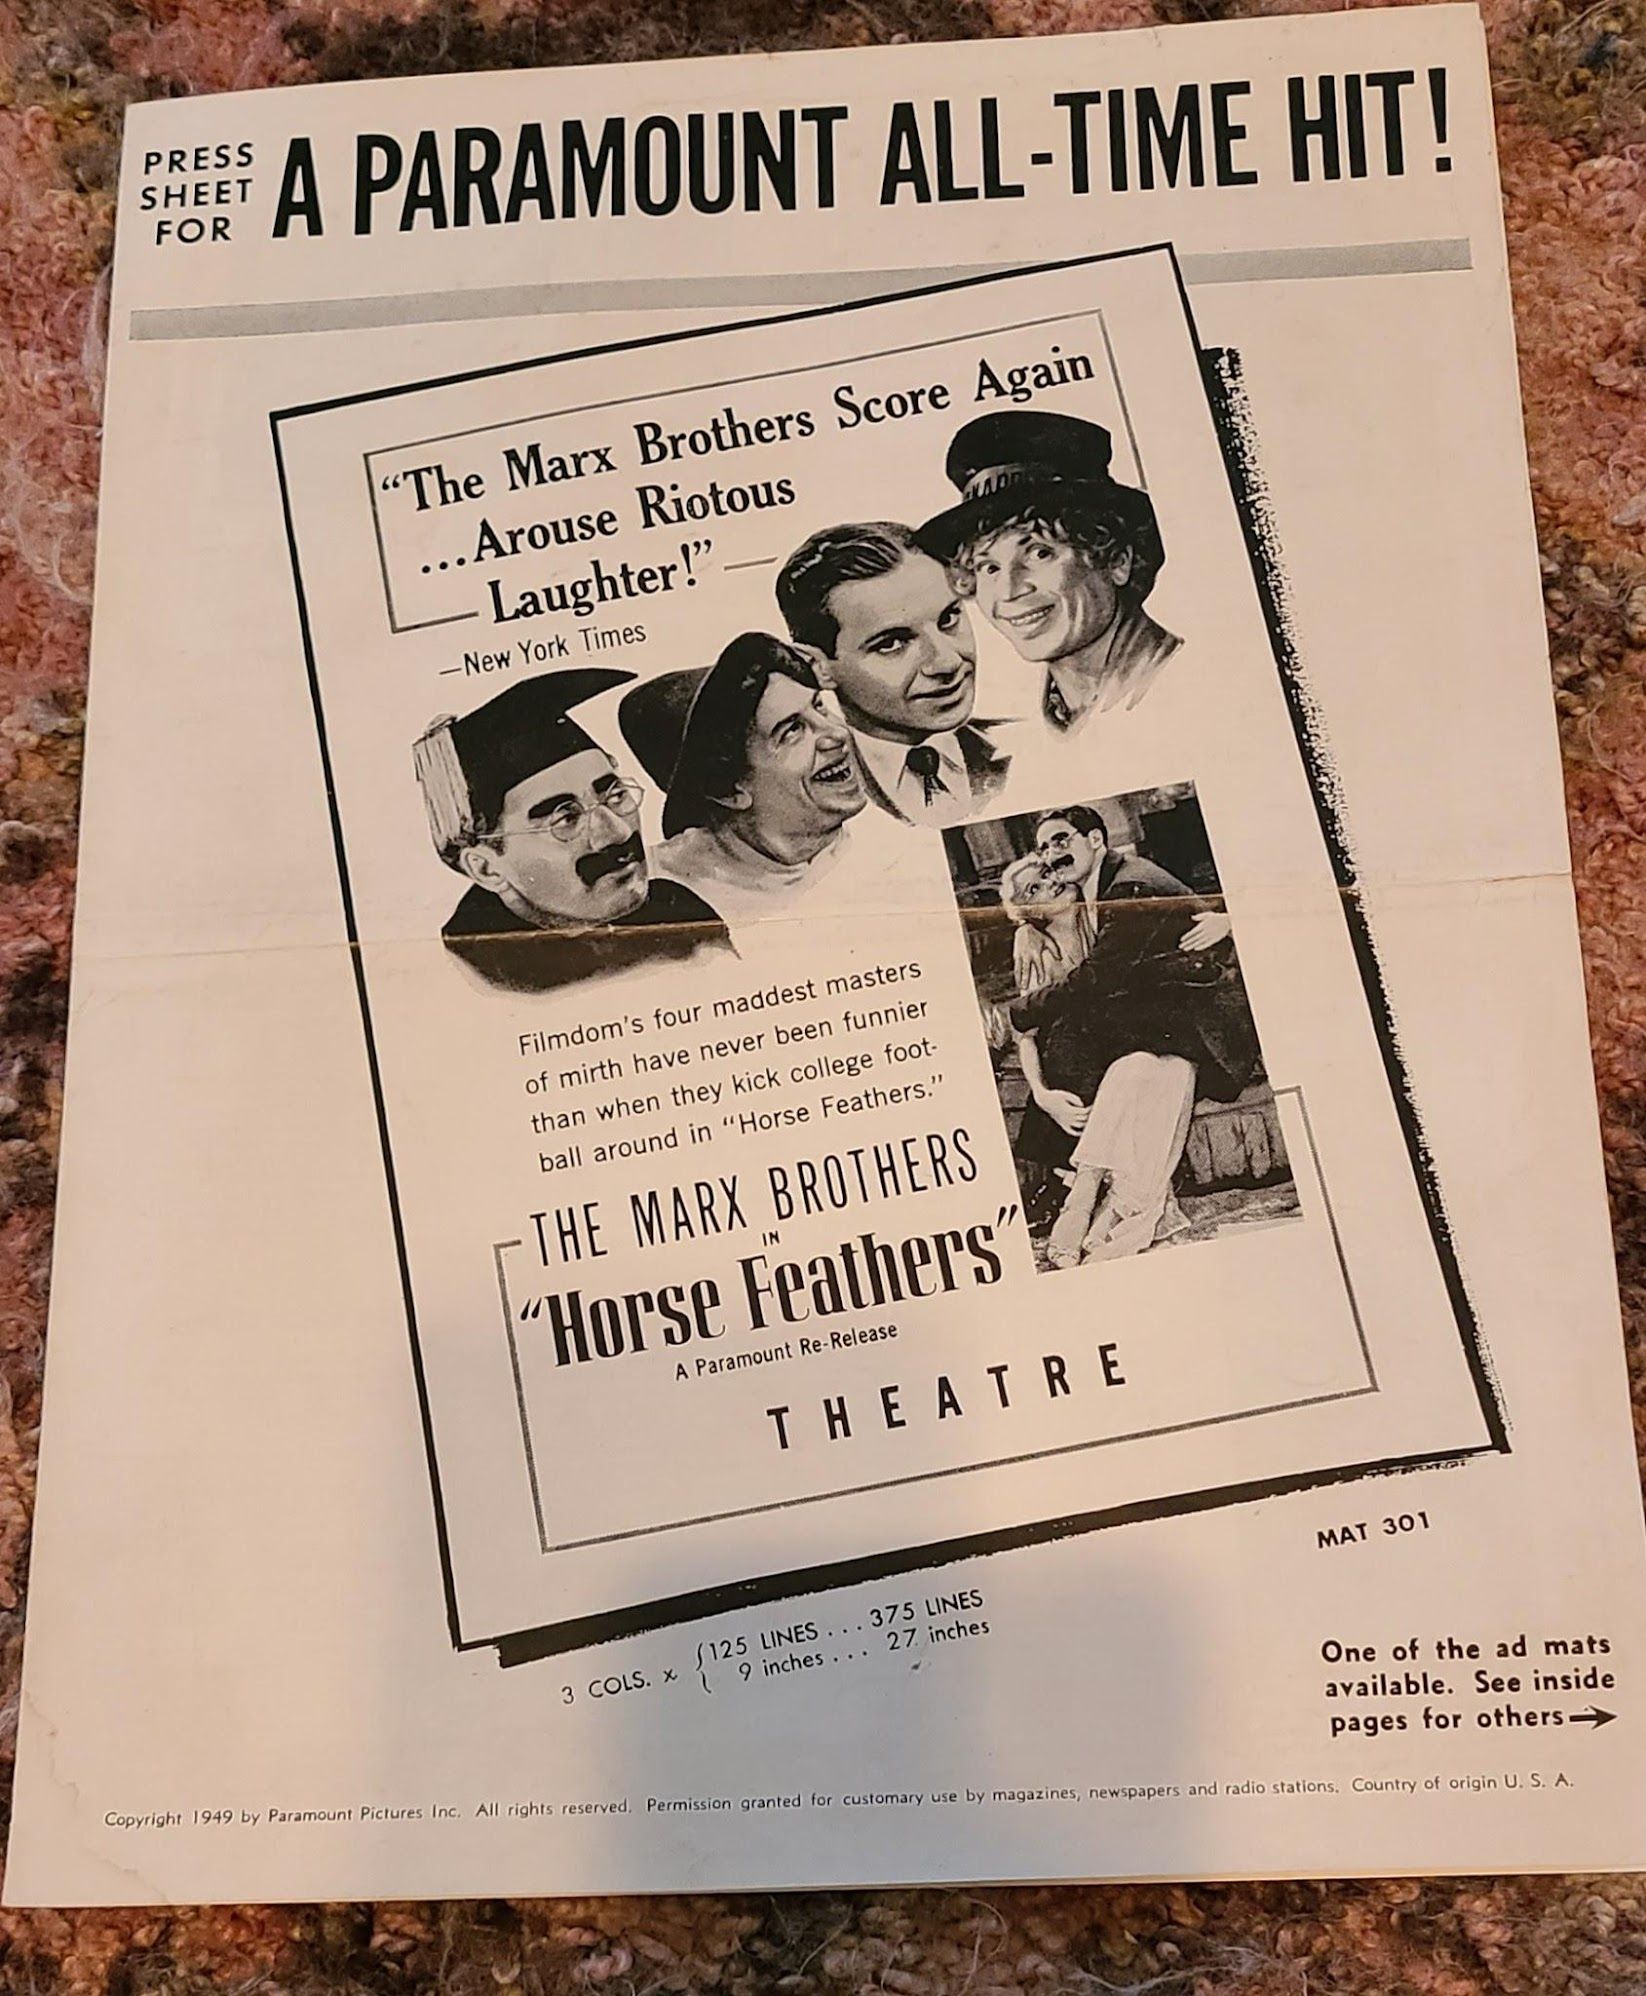 PRESS
SHEET
FOR
A PARAMOUNT ALL-TIME HIT!
“The Marx Brothers Score Again
...Arouse Riotous
Laughter!”
—New York Times
Filmdom's four maddest masters
of mirth have never been funnier
than when they kick college foot-
ball around in “Horse Feathers.”
THE MARX BROTHERS
IN
“Horse Feathers”
A Paramount Re-Release
THEATRE
MAT 301
3 COLS. x { 125 LINES . . . 375 LINES
9 inches . . . 27 inches
One of the ad mats
available. See inside
pages for others→
Copyright 1949 by Paramount Pictures Inc. All rights reserved. Permission granted for customary use by magazines, newspapers and radio stations. Country of origin U. S. A.